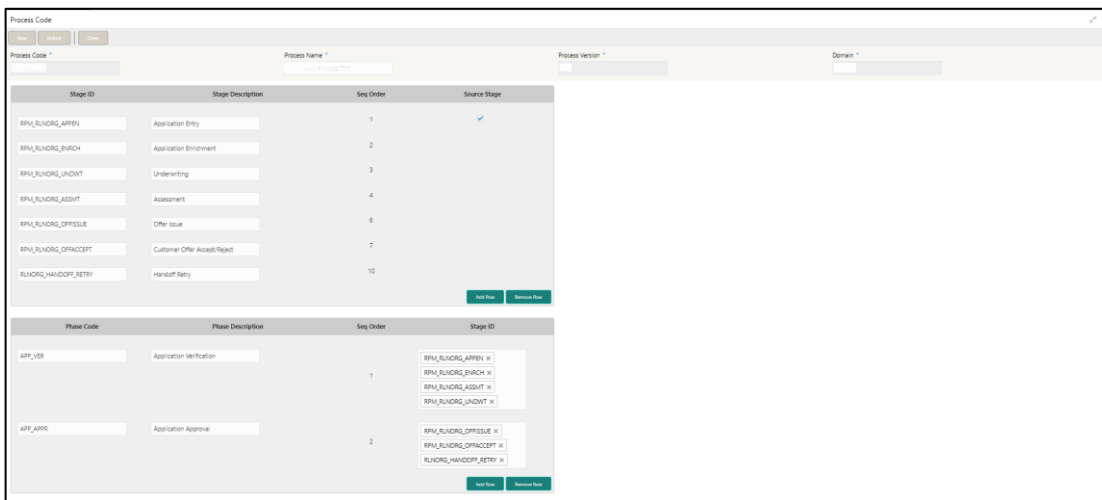 Process Code
New Unlock Close
Process Code * Process Name * Process Version * Domain *
Stage ID Stage Description Seq Order Source Stage
RPM_RLNORG_APPEN Application Entry 1
RPM_RLNORG_ENRCH Application Enrichment 2
RPM_RLNORG_UNDWT Underwriting 3
RPM_RLNORG_ASSMT Assessment 4
RPM_RLNORG_OFFISSUE Offer Issue 6
RPM_RLNORG_OFFACCEPT Customer Offer Accept/Reject 7
RLNORG_HANDOFF_RETRY Handoff Retry 10
Add Row Remove Row
Phase Code Phase Description Seq Order Stage ID
APP_VER Application Verification 1
RPM_RLNORG_APPEN ×
RPM_RLNORG_ENRCH ×
RPM_RLNORG_ASSMT ×
RPM_RLNORG_UNDWT ×
APP_APPR Application Approval 2
RPM_RLNORG_OFFISSUE ×
RPM_RLNORG_OFFACCEPT ×
RLNORG_HANDOFF_RETRY ×
Add Row Remove Row